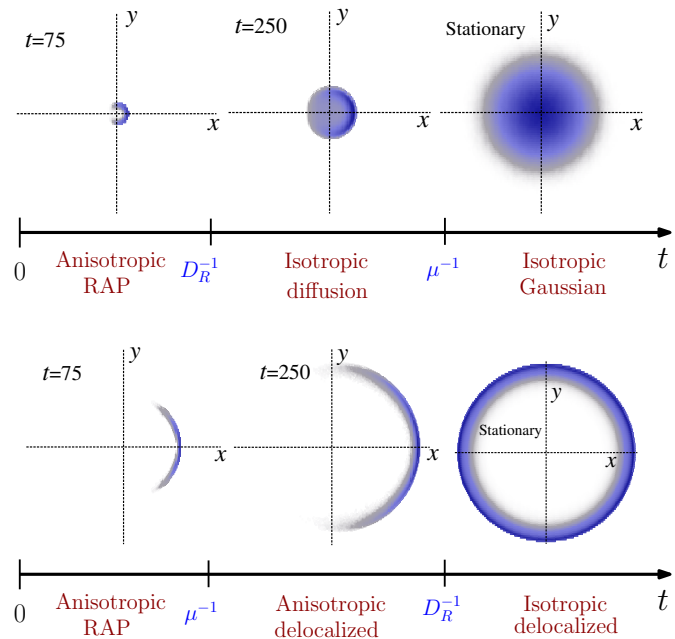 t=75
y
x
t=250
y
x
Stationary
y
x
0
Anisotropic
RAP
D_R^{-1}
Isotropic
diffusion
μ^{-1}
Isotropic
Gaussian
t
t=75
y
x
t=250
y
x
Stationary
y
x
0
Anisotropic
RAP
μ^{-1}
Anisotropic
delocalized
D_R^{-1}
Isotropic
delocalized
t